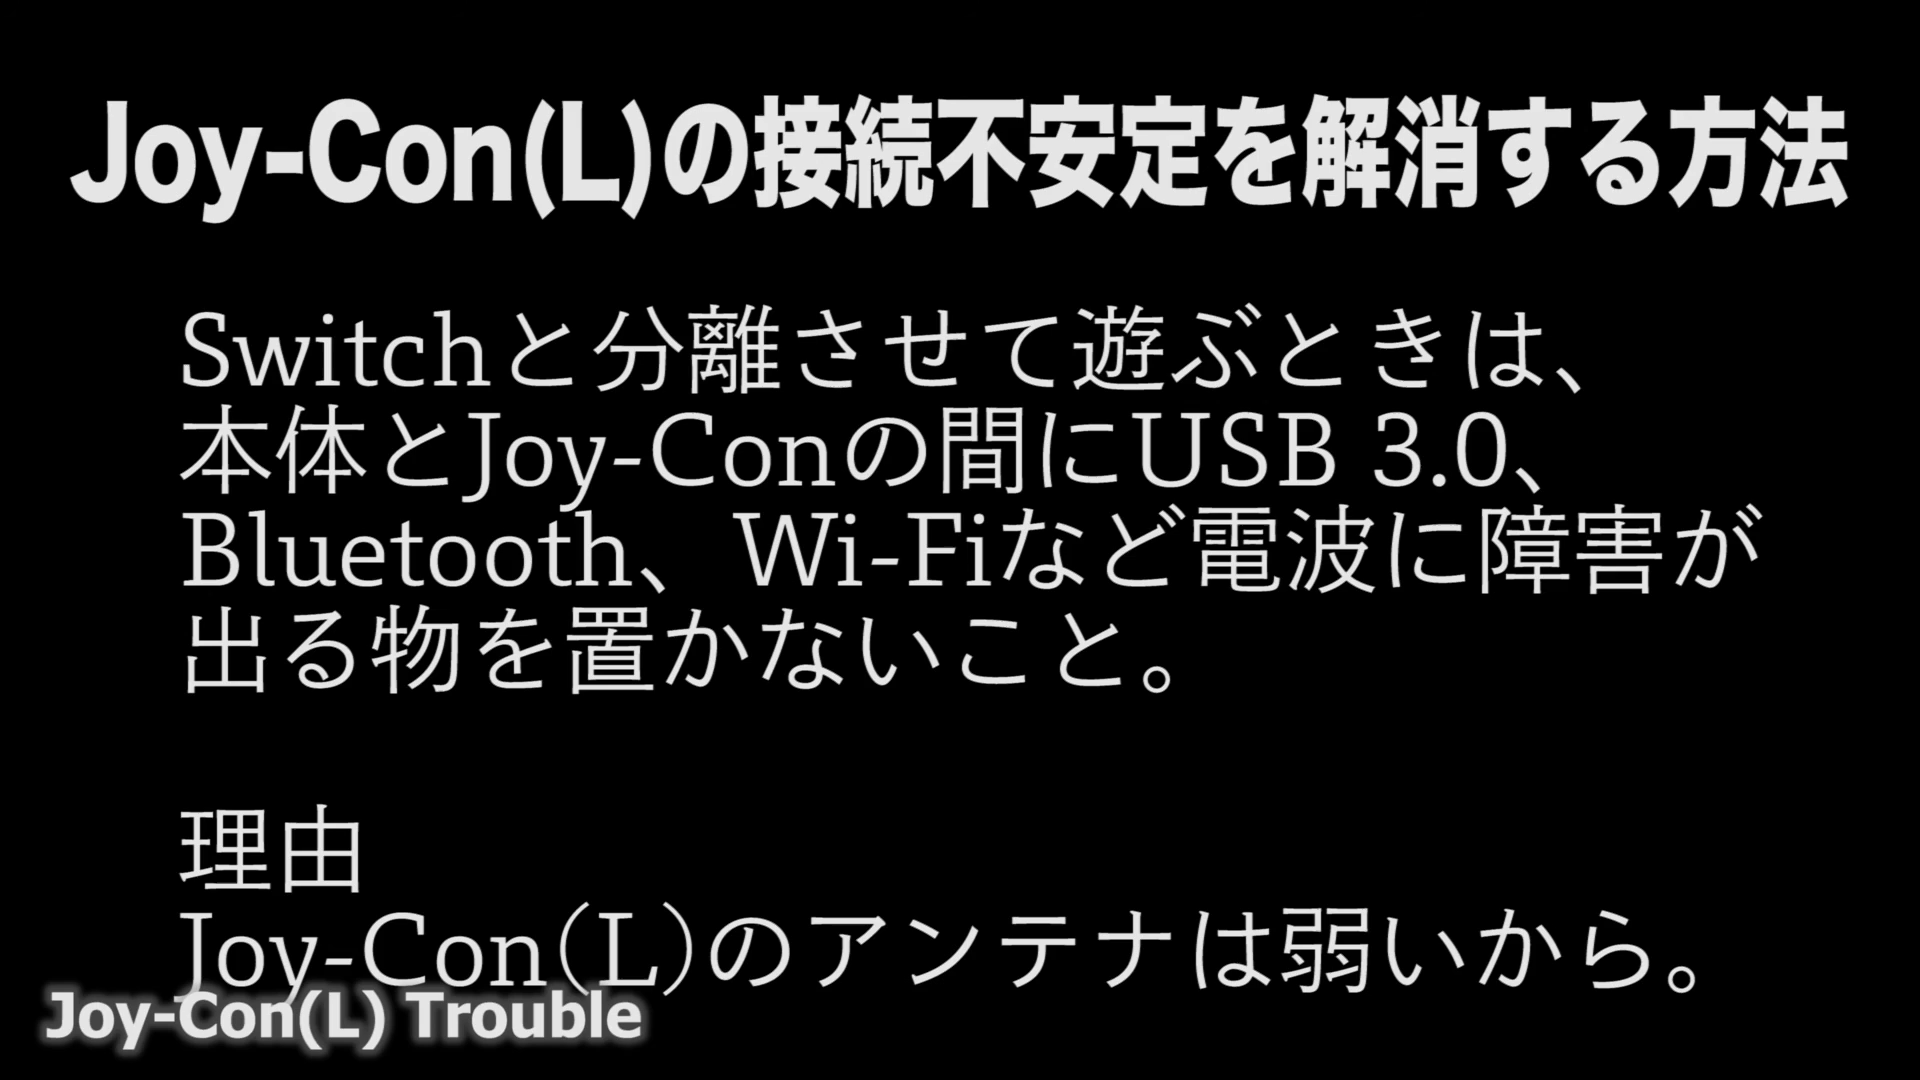 Joy-Con(L)の接続不安定を解消する方法
Switchと分離させて遊ぶときは、
本体とJoy-Conの間にUSB 3.0、
Bluetooth、Wi-Fiなど電波に障害が
出る物を置かないこと。
理由
Joy-Con(L)のアンテナは弱いから。
Joy-Con(L) Trouble